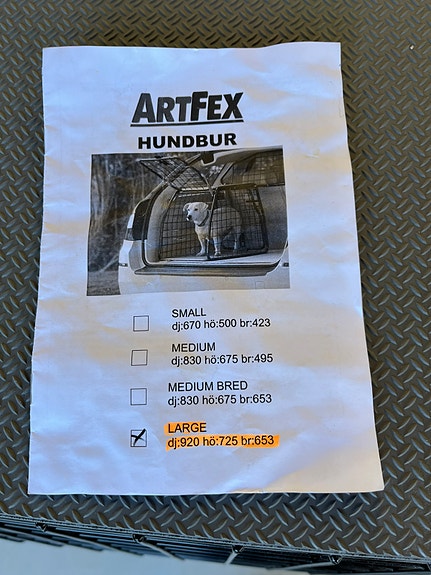 ARTFEX
HUNDBUR
SMALL
dj:670 hö:500 br:423
MEDIUM
dj:830 hö:675 br:495
MEDIUM BRED
dj:830 hö:675 br:653
LARGE
dj:920 hö:725 br:653